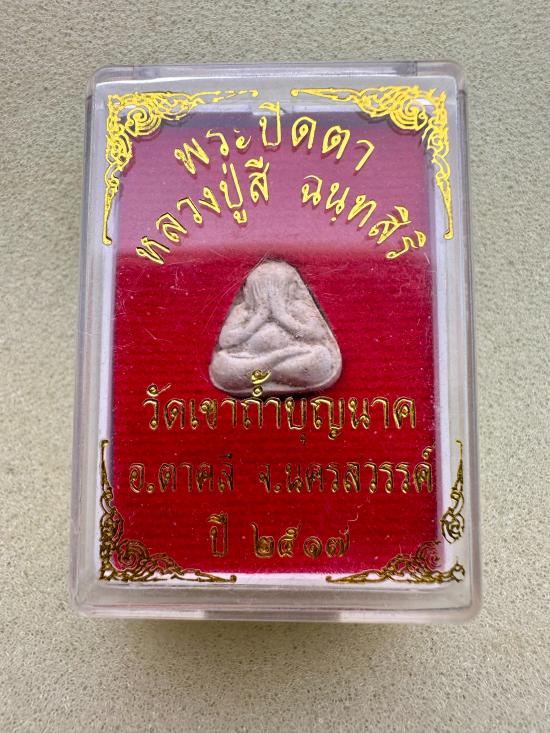 พระปิดตา
หลวงปู่สี ฉนฺทสิริ
วัดเขาถ้ำบุญนาค
อ.ตาคลี จ.นครสวรรค์
ปี ๒๕๑๗